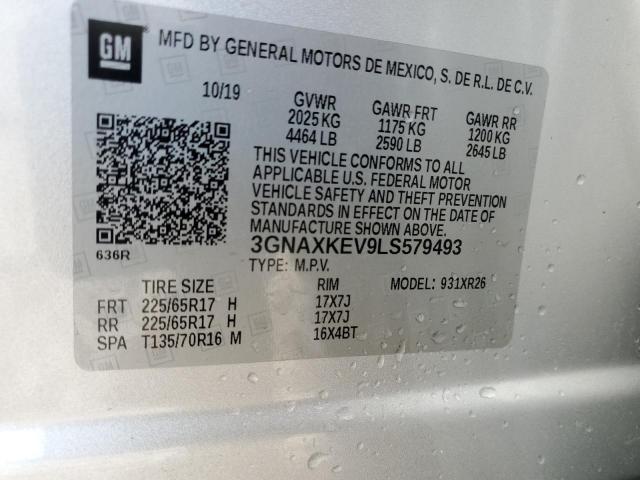 GM
MFD BY GENERAL MOTORS DE MEXICO, S. DE R.L. DE C.V.
10/19 GVWR GAWR FRT GAWR RR
2025 KG 1175 KG 1200 KG
4464 LB 2590 LB 2645 LB
THIS VEHICLE CONFORMS TO ALL
APPLICABLE U.S. FEDERAL MOTOR
VEHICLE SAFETY AND THEFT PREVENTION
STANDARDS IN EFFECT ON THE DATE OF
MANUFACTURE SHOWN ABOVE.
636R 3GNAXKEV9LS579493
TYPE: M.P.V. MODEL: 931XR26
TIRE SIZE RIM
FRT 225/65R17 H 17X7J
RR 225/65R17 H 17X7J
SPA T135/70R16 M 16X4BT